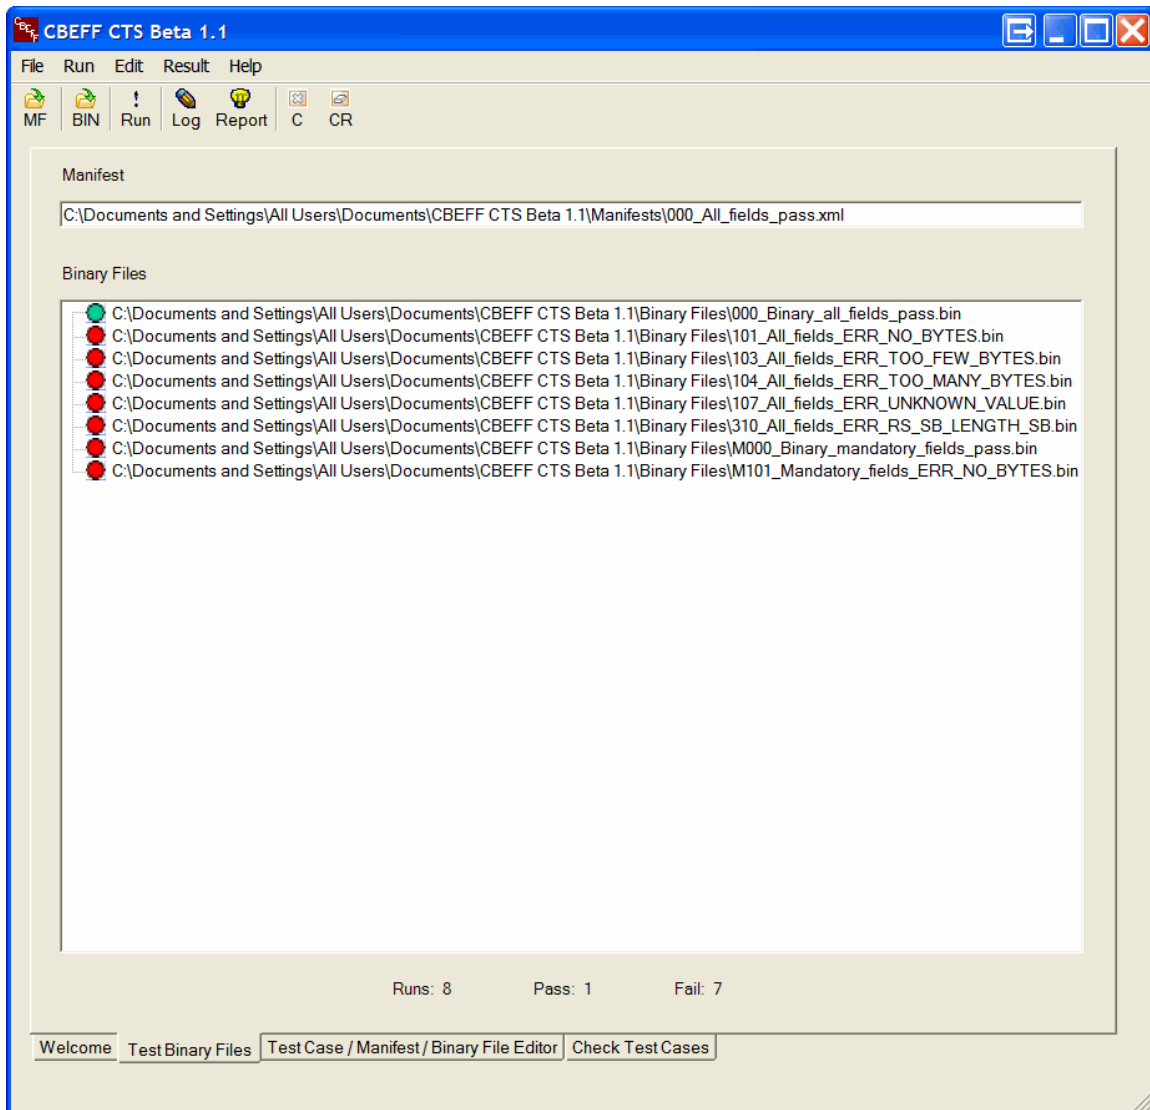 CBEFF CBEFF CTS Beta 1.1
File Run Edit Result Help
MF BIN Run Log Report C CR
Manifest
C:\Documents and Settings\All Users\Documents\CBEFF CTS Beta 1.1\Manifests\000_All_fields_pass.xml
Binary Files
C:\Documents and Settings\All Users\Documents\CBEFF CTS Beta 1.1\Binary Files\000_Binary_all_fields_pass.bin
C:\Documents and Settings\All Users\Documents\CBEFF CTS Beta 1.1\Binary Files\101_All_fields_ERR_NO_BYTES.bin
C:\Documents and Settings\All Users\Documents\CBEFF CTS Beta 1.1\Binary Files\103_All_fields_ERR_TOO_FEW_BYTES.bin
C:\Documents and Settings\All Users\Documents\CBEFF CTS Beta 1.1\Binary Files\104_All_fields_ERR_TOO_MANY_BYTES.bin
C:\Documents and Settings\All Users\Documents\CBEFF CTS Beta 1.1\Binary Files\107_All_fields_ERR_UNKNOWN_VALUE.bin
C:\Documents and Settings\All Users\Documents\CBEFF CTS Beta 1.1\Binary Files\310_All_fields_ERR_RS_SB_LENGTH_SB.bin
C:\Documents and Settings\All Users\Documents\CBEFF CTS Beta 1.1\Binary Files\M000_Binary_mandatory_fields_pass.bin
C:\Documents and Settings\All Users\Documents\CBEFF CTS Beta 1.1\Binary Files\M101_Mandatory_fields_ERR_NO_BYTES.bin
Runs: 8 Pass: 1 Fail: 7
Welcome Test Binary Files Test Case / Manifest / Binary File Editor Check Test Cases